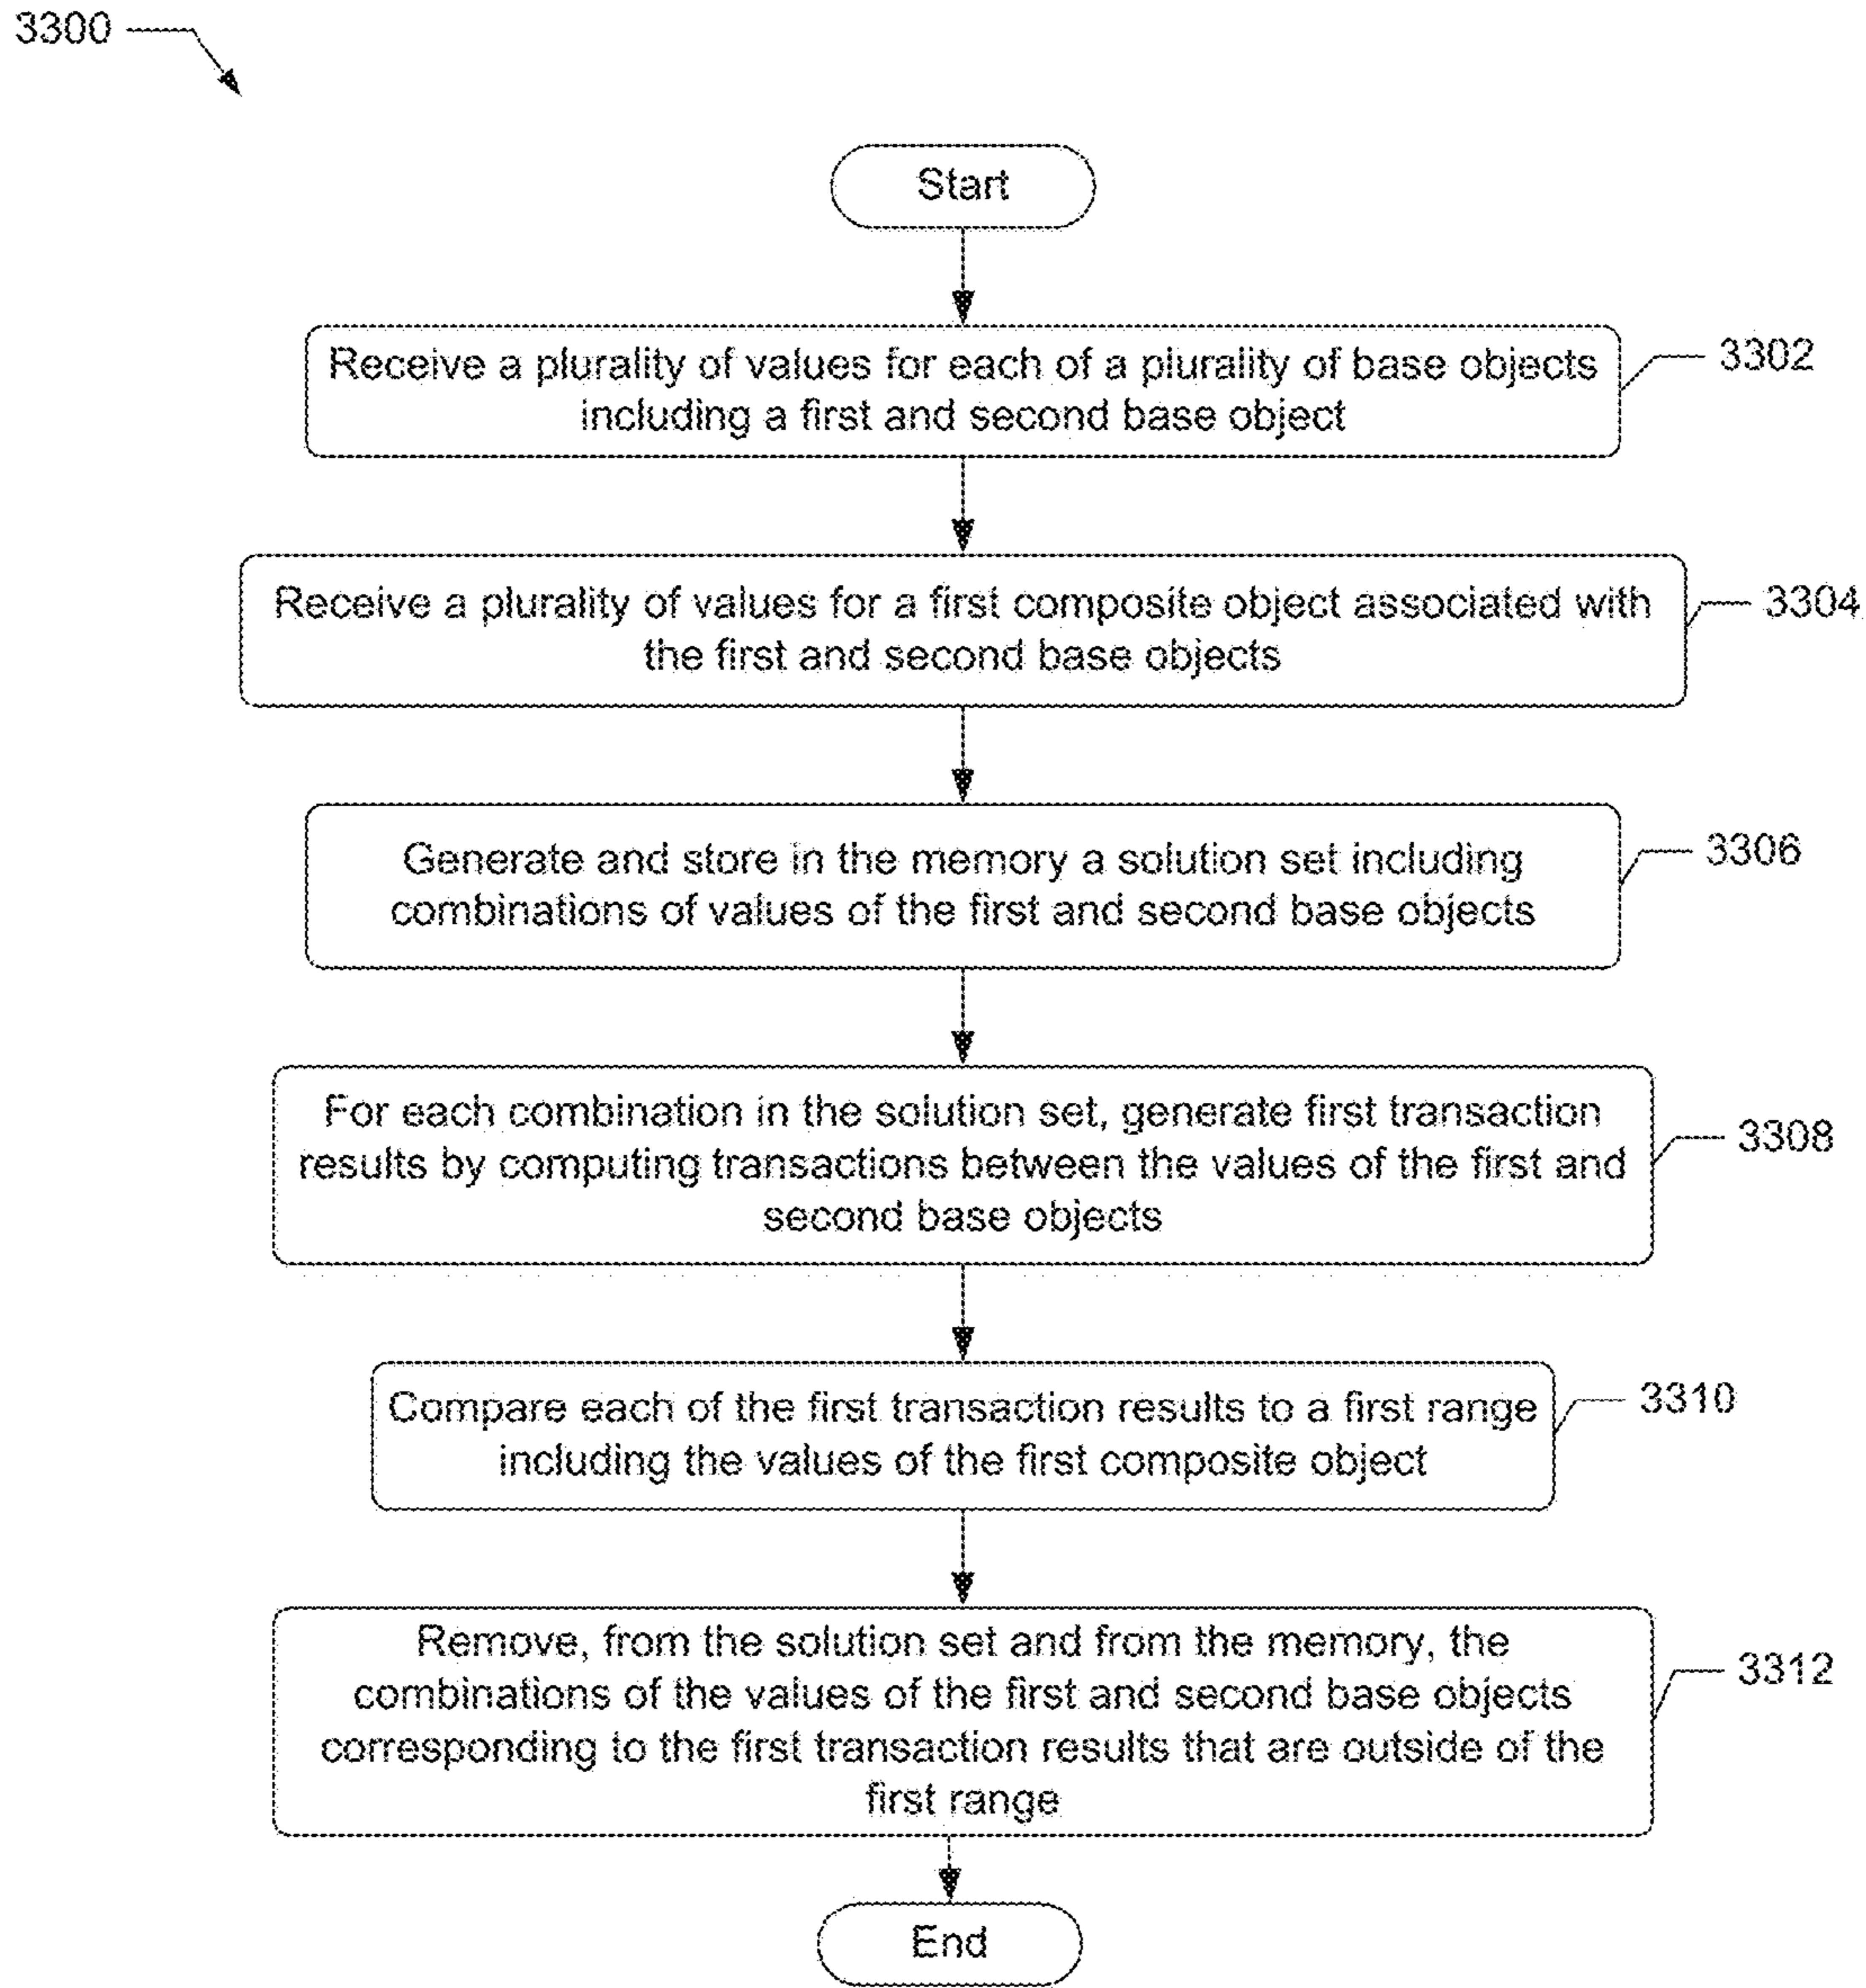 3300
Start
Receive a plurality of values for each of a plurality of base objects
including a first and second base object
3302
Receive a plurality of values for a first composite object associated with
the first and second base objects
3304
Generate and store in the memory a solution set including
combinations of values of the first and second base objects
3306
For each combination in the solution set, generate first transaction
results by computing transactions between the values of the first and
second base objects
3308
Compare each of the first transaction results to a first range
including the values of the first composite object
3310
Remove, from the solution set and from the memory, the
combinations of the values of the first and second base objects
corresponding to the first transaction results that are outside of the
first range
3312
End